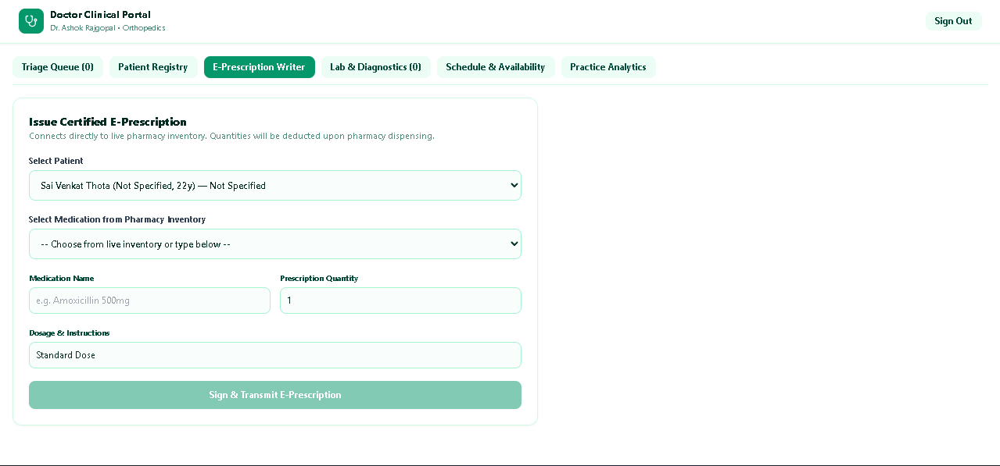 Doctor Clinical Portal
Dr. Ashok Rajgopal • Orthopedics
Sign Out
Triage Queue (0)
Patient Registry
E-Prescription Writer
Lab & Diagnostics (0)
Schedule & Availability
Practice Analytics
Issue Certified E-Prescription
Connects directly to live pharmacy inventory. Quantities will be deducted upon pharmacy dispensing.
Select Patient
Sai Venkat Thota (Not Specified, 22y) — Not Specified
Select Medication from Pharmacy Inventory
-- Choose from live inventory or type below --
Medication Name
Prescription Quantity
e.g. Amoxicillin 500mg
1
Dosage & Instructions
Standard Dose
Sign & Transmit E-Prescription